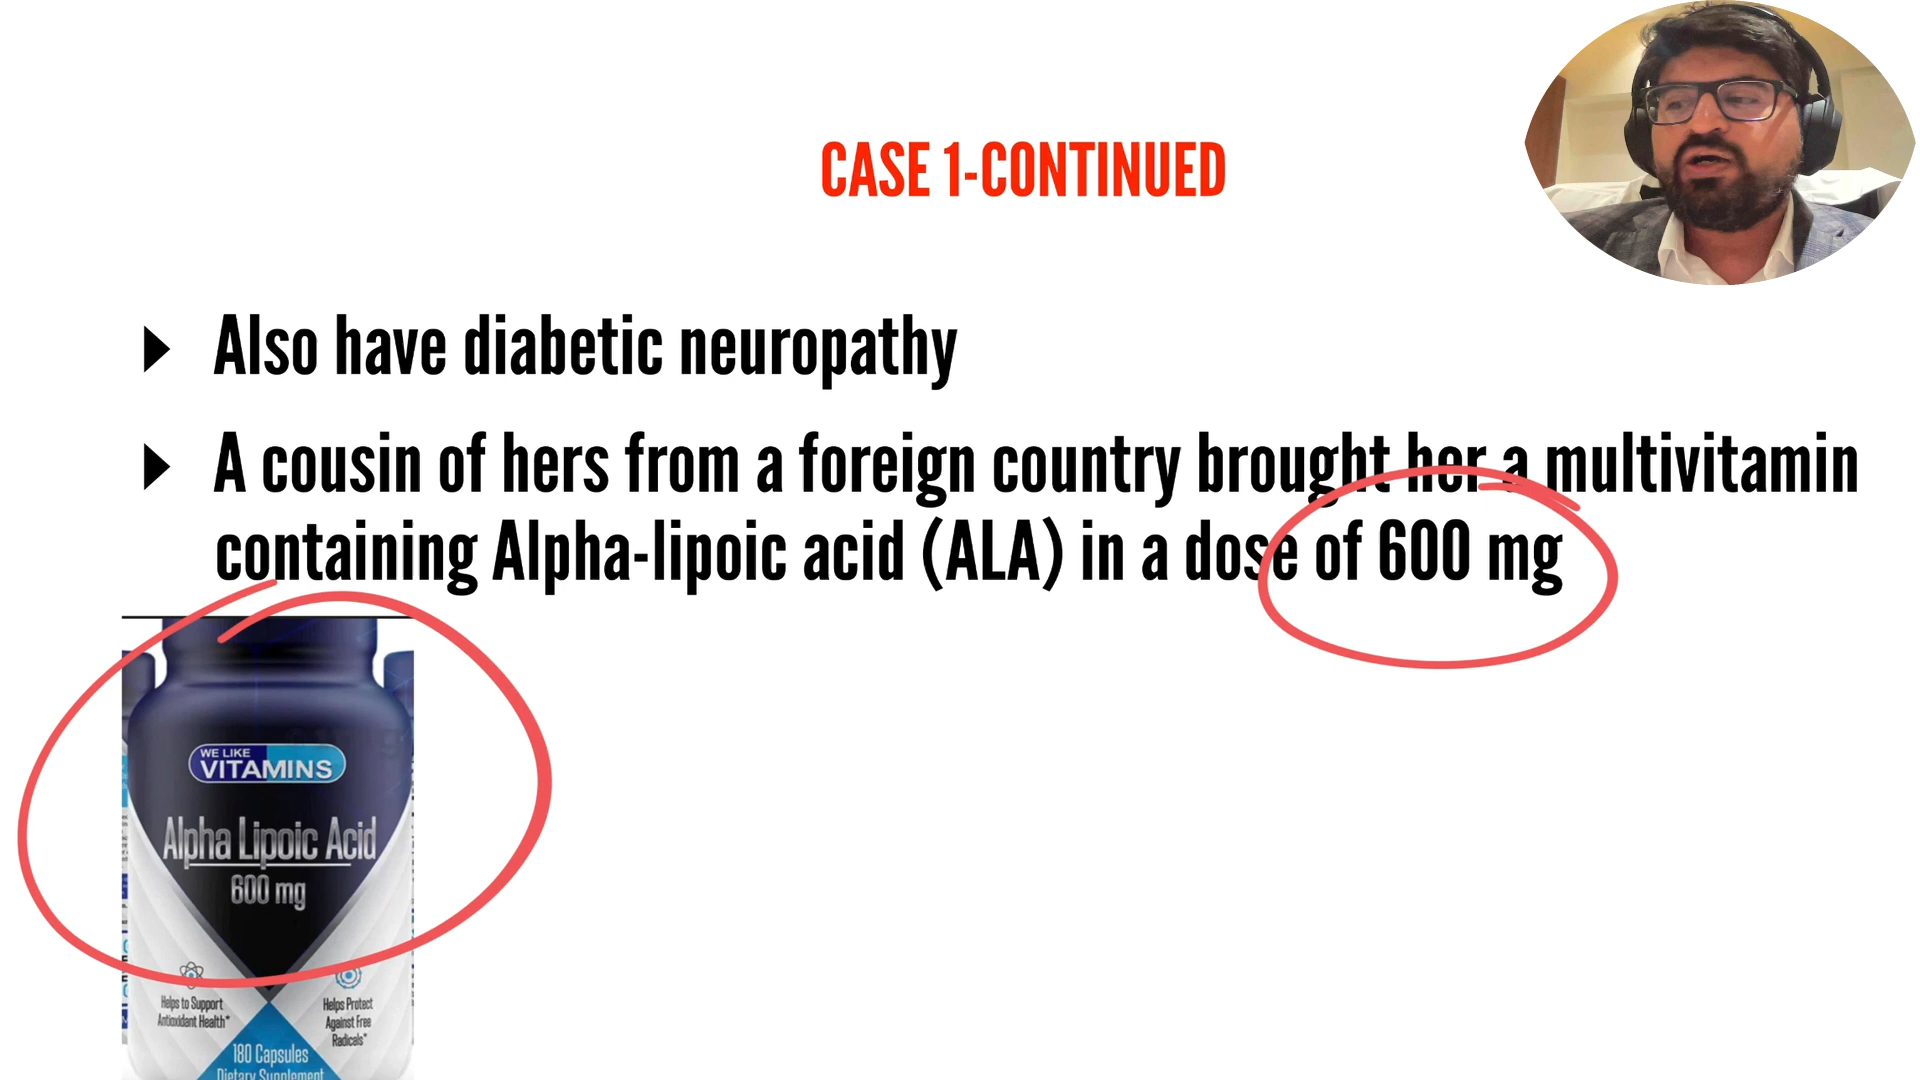 CASE 1-CONTINUED
Also have diabetic neuropathy
A cousin of hers from a foreign country brought her a multivitamin
containing Alpha-lipoic acid (ALA) in a dose of 600 mg
WE LIKE
VITAMINS
Alpha Lipoic Acid
600 mg
Helps to Support
Antioxidant Health*
Helps Protect
Against Free
Radicals*
180 Capsules
Dietary Supplement